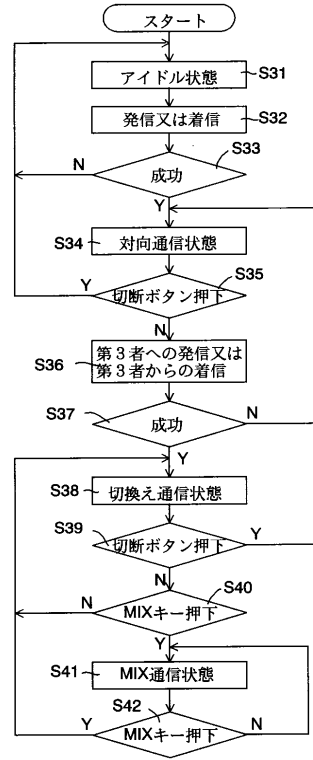 スタート
アイドル状態
S31
発信又は着信
S32
S33
N
成功
Y
S34
対向通信状態
S35
Y
切断ボタン押下
N
S36
第3者への発信又は
第3者からの着信
S37
成功
N
Y
S38
切換え通信状態
S39
切断ボタン押下
Y
N
S40
N
MIXキー押下
Y
S41
MIX通信状態
S42
Y
MIXキー押下
N